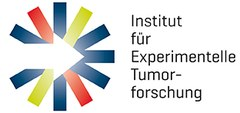 Institut
für
Experimentelle
Tumor-
forschung